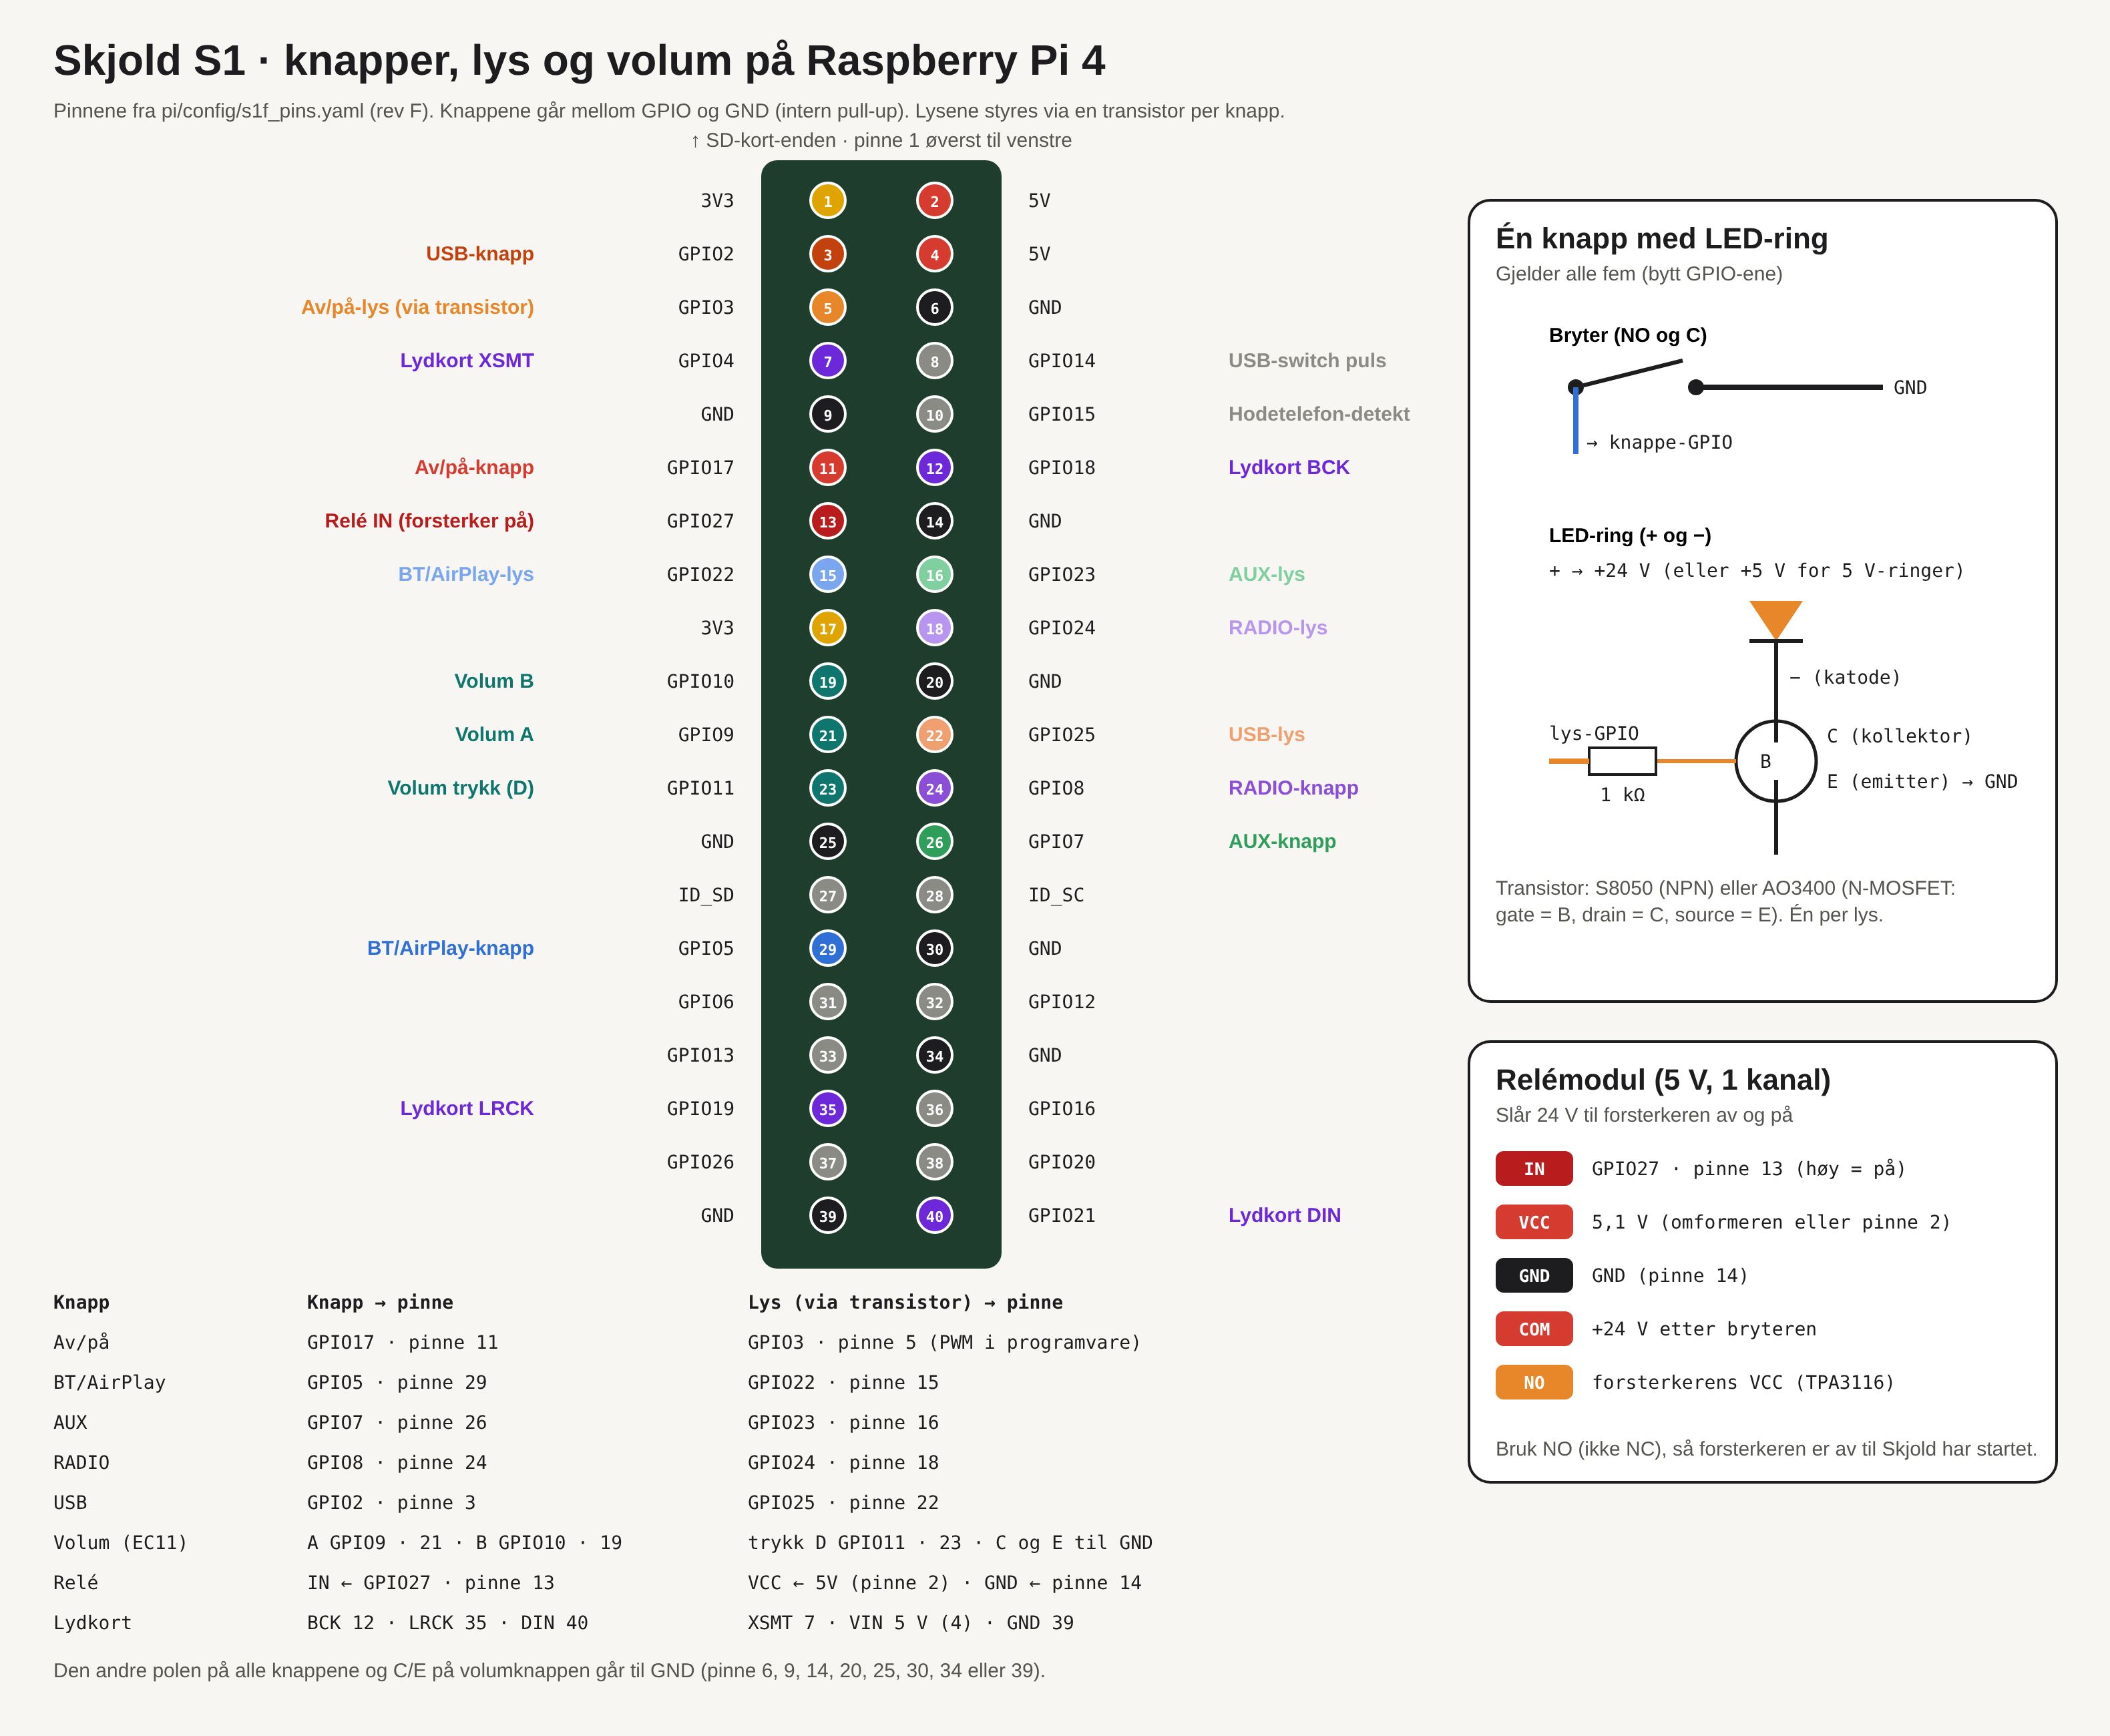 Skjold S1 · knapper, lys og volum på Raspberry Pi 4
Pinnene fra pi/config/s1f_pins.yaml (rev F). Knappene går mellom GPIO og GND (intern pull-up). Lysene styres via en transistor per knapp.
↑ SD-kort-enden · pinne 1 øverst til venstre
3V3 1 2 5V
USB-knapp GPIO2 3 4 5V
Av/på-lys (via transistor) GPIO3 5 6 GND
Lydkort XSMT GPIO4 7 8 GPIO14 USB-switch puls
GND 9 10 GPIO15 Hodetelefon-detekt
Av/på-knapp GPIO17 11 12 GPIO18 Lydkort BCK
Relé IN (forsterker på) GPIO27 13 14 GND
BT/AirPlay-lys GPIO22 15 16 GPIO23 AUX-lys
3V3 17 18 GPIO24 RADIO-lys
Volum B GPIO10 19 20 GND
Volum A GPIO9 21 22 GPIO25 USB-lys
Volum trykk (D) GPIO11 23 24 GPIO8 RADIO-knapp
GND 25 26 GPIO7 AUX-knapp
ID_SD 27 28 ID_SC
BT/AirPlay-knapp GPIO5 29 30 GND
GPIO6 31 32 GPIO12
GPIO13 33 34 GND
Lydkort LRCK GPIO19 35 36 GPIO16
GPIO26 37 38 GPIO20
GND 39 40 GPIO21 Lydkort DIN
Én knapp med LED-ring
Gjelder alle fem (bytt GPIO-ene)
Bryter (NO og C)
GND
→ knappe-GPIO
LED-ring (+ og −)
+ → +24 V (eller +5 V for 5 V-ringer)
− (katode)
lys-GPIO
C (kollektor)
B
E (emitter) → GND
1 kΩ
Transistor: S8050 (NPN) eller AO3400 (N-MOSFET:
gate = B, drain = C, source = E). Én per lys.
Relémodul (5 V, 1 kanal)
Slår 24 V til forsterkeren av og på
IN GPIO27 · pinne 13 (høy = på)
VCC 5,1 V (omformeren eller pinne 2)
GND GND (pinne 14)
COM +24 V etter bryteren
NO forsterkerens VCC (TPA3116)
Bruk NO (ikke NC), så forsterkeren er av til Skjold har startet.
Knapp Knapp → pinne Lys (via transistor) → pinne
Av/på GPIO17 · pinne 11 GPIO3 · pinne 5 (PWM i programvare)
BT/AirPlay GPIO5 · pinne 29 GPIO22 · pinne 15
AUX GPIO7 · pinne 26 GPIO23 · pinne 16
RADIO GPIO8 · pinne 24 GPIO24 · pinne 18
USB GPIO2 · pinne 3 GPIO25 · pinne 22
Volum (EC11) A GPIO9 · 21 · B GPIO10 · 19 trykk D GPIO11 · 23 · C og E til GND
Relé IN ← GPIO27 · pinne 13 VCC ← 5V (pinne 2) · GND ← pinne 14
Lydkort BCK 12 · LRCK 35 · DIN 40 XSMT 7 · VIN 5 V (4) · GND 39
Den andre polen på alle knappene og C/E på volumknappen går til GND (pinne 6, 9, 14, 20, 25, 30, 34 eller 39).